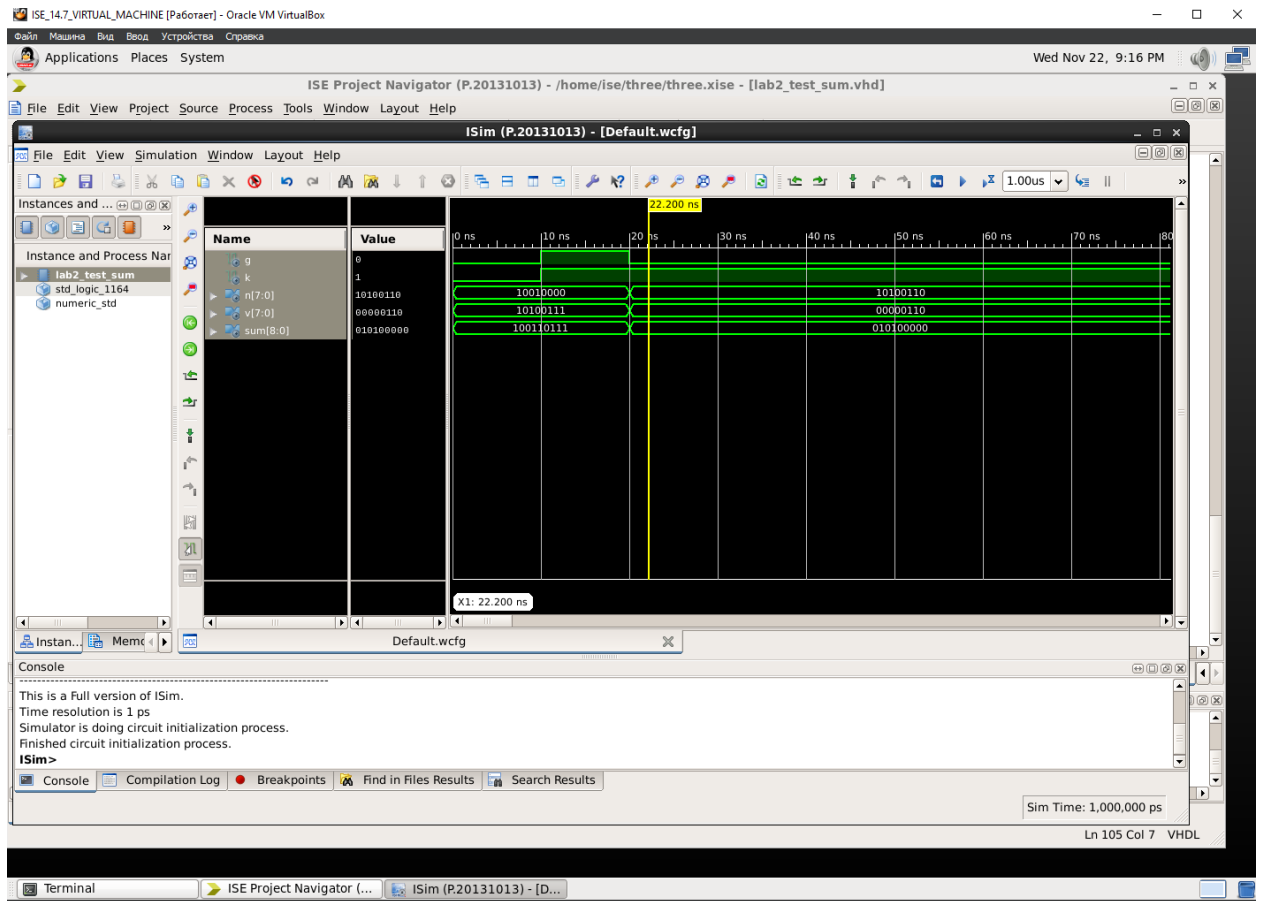 ISE_14.7_VIRTUAL_MACHINE [Работает] - Oracle VM VirtualBox
Файл Машина Вид Ввод Устройства Справка
Applications Places System Wed Nov 22, 9:16 PM
ISE Project Navigator (P.20131013) - /home/ise/three/three.xise - [lab2_test_sum.vhd]
File Edit View Project Source Process Tools Window Layout Help
ISim (P.20131013) - [Default.wcfg]
File Edit View Simulation Window Layout Help
1.00us »
Instances and ... »
22.200 ns
Name Value
0 ns 10 ns 20 ns 30 ns 40 ns 50 ns 60 ns 70 ns 80
Instance and Process Nar
lab2_test_sum
std_logic_1164
numeric_std
g 0
k 1
n[7:0] 10100110 10010000 10100110
v[7:0] 00000110 10100111 00000110
sum[8:0] 010100000 100110111 010100000
X1: 22.200 ns
Instan... Memo Default.wcfg
Console
This is a Full version of ISim.
Time resolution is 1 ps
Simulator is doing circuit initialization process.
Finished circuit initialization process.
ISim>
Console Compilation Log Breakpoints Find in Files Results Search Results
Sim Time: 1,000,000 ps
Ln 105 Col 7 VHDL
Terminal ISE Project Navigator (... ISim (P.20131013) - [D...